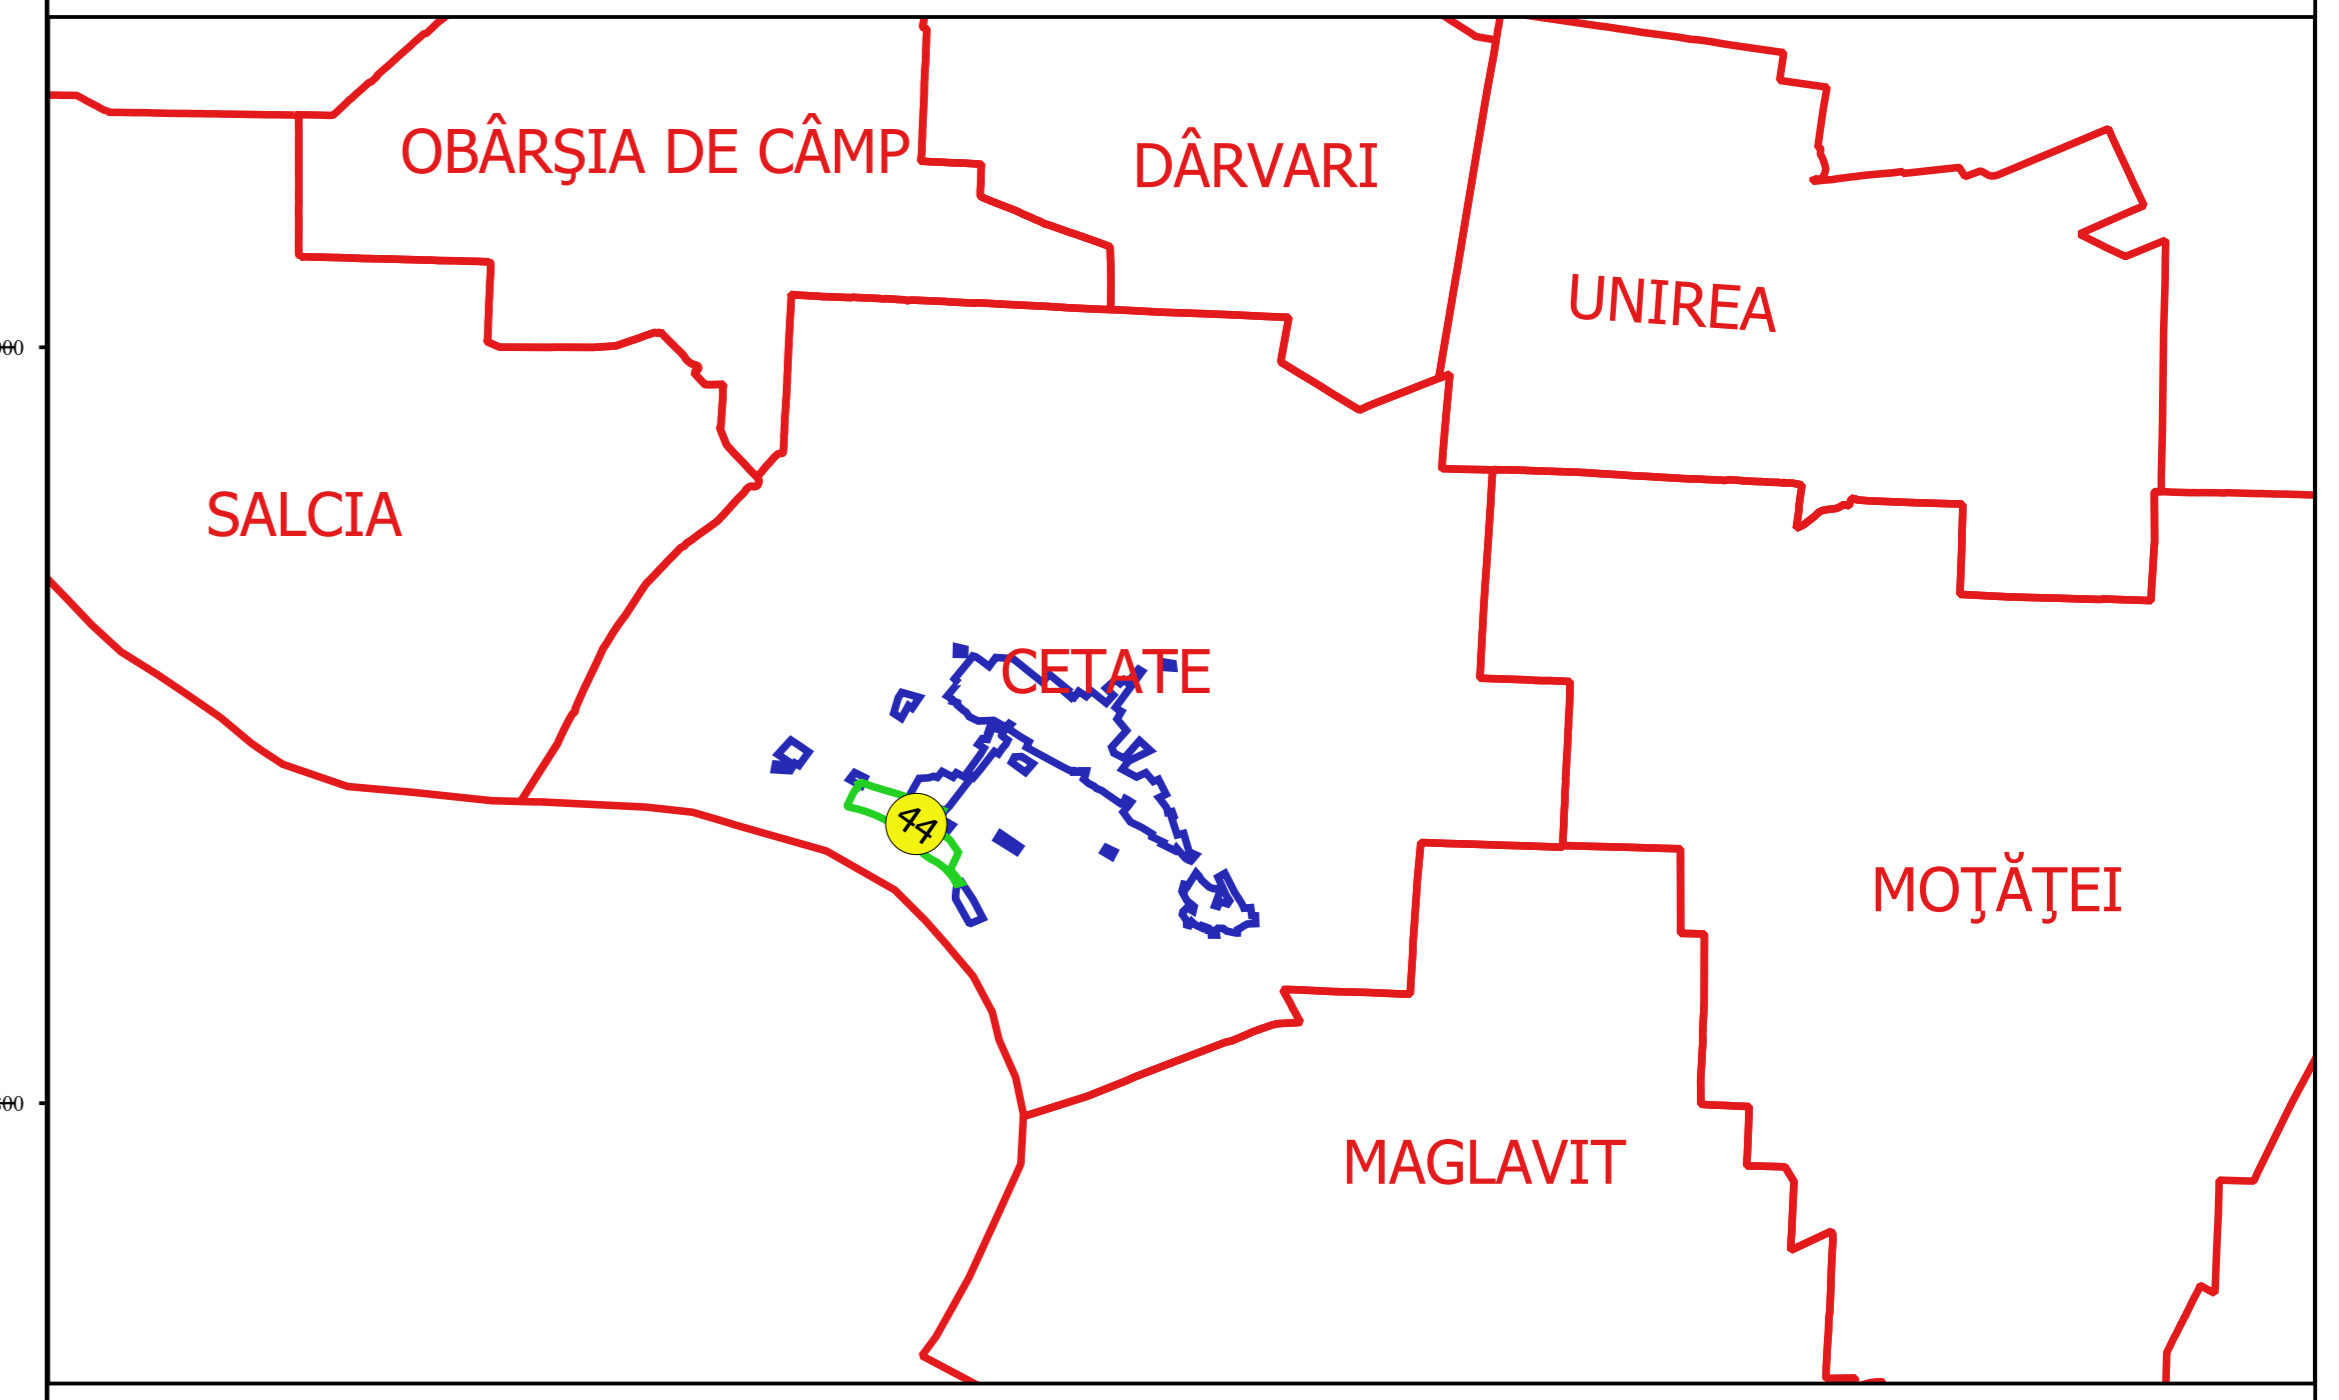 OBÂRŞIA DE CÂMP
DÂRVARI
UNIREA
SALCIA
CETATE
44
MOŢĂŢEI
MAGLAVIT